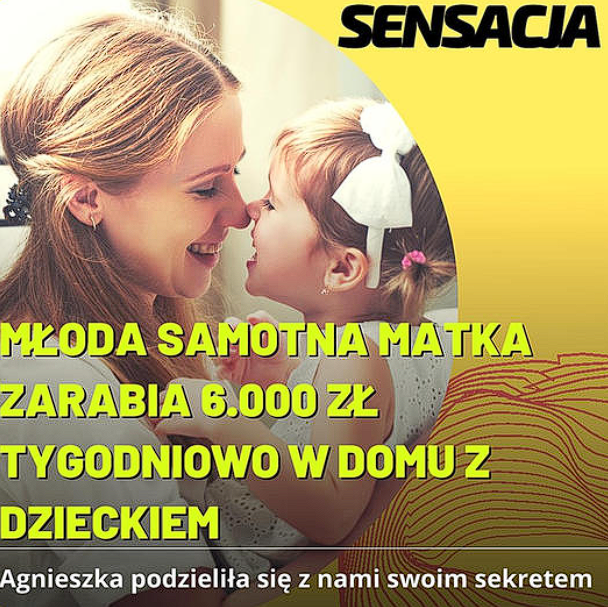 SENSACJA
MŁODA SAMOTNA MATKA
ZARABIA 6.000 ZŁ
TYGODNIOWO W DOMU Z
DZIECKIEM
Agnieszka podzieliła się z nami swoim sekretem